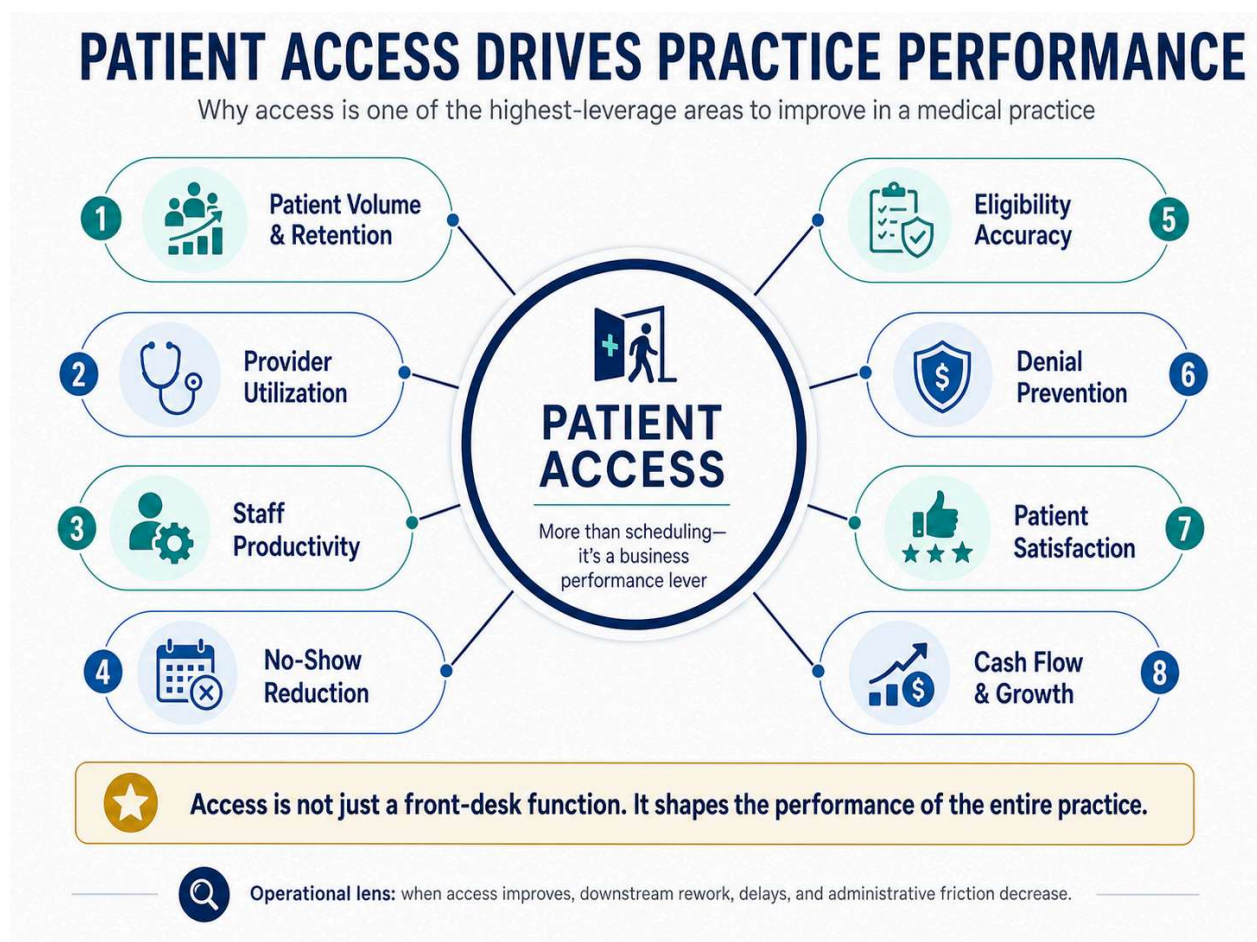 PATIENT ACCESS DRIVES PRACTICE PERFORMANCE
Why access is one of the highest-leverage areas to improve in a medical practice
1
Patient Volume
& Retention
2
Provider
Utilization
3
Staff
Productivity
4
No-Show
Reduction
PATIENT
ACCESS
More than scheduling—
it's a business
performance lever
5
Eligibility
Accuracy
6
$
Denial
Prevention
7
Patient
Satisfaction
8
$
Cash Flow
& Growth
Access is not just a front-desk function. It shapes the performance of the entire practice.
Operational lens: when access improves, downstream rework, delays, and administrative friction decrease.